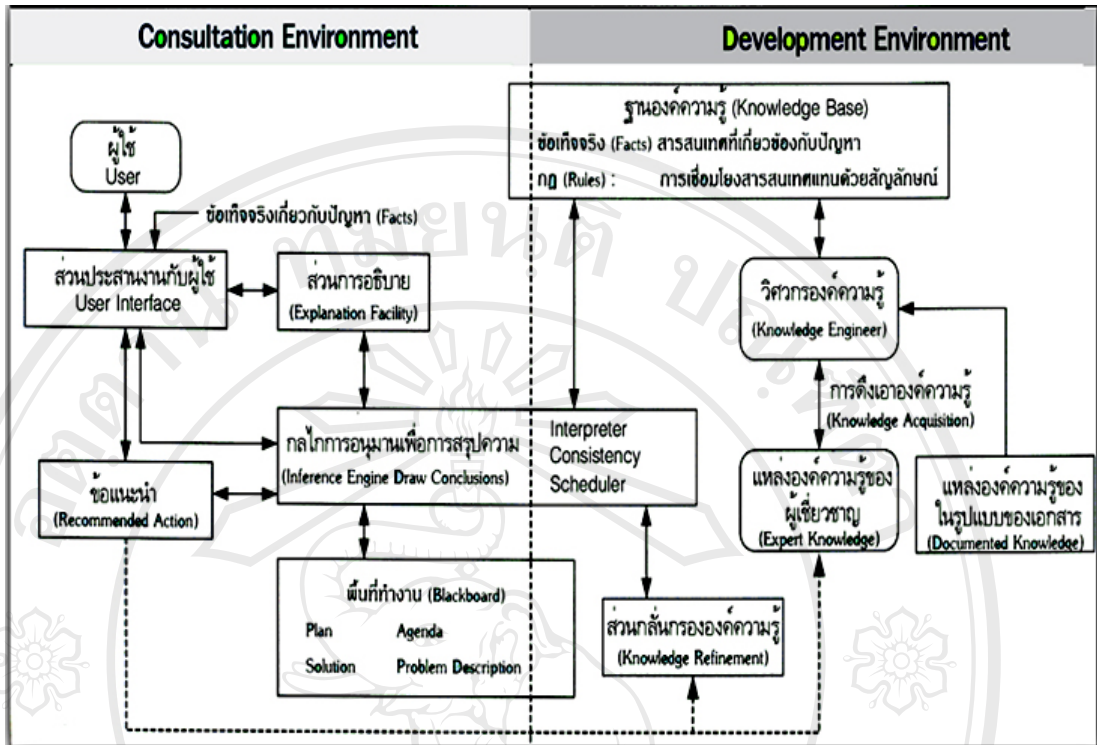 Consultation Environment
Development Environment
ผู้ใช้
User
ข้อเท็จจริงเกี่ยวกับปัญหา (Facts)
ส่วนประสานงานกับผู้ใช้
User Interface
ส่วนการอธิบาย
(Explanation Facility)
กลไกการอนุมานเพื่อการสรุปความ
(Inference Engine Draw Conclusions)
Interpreter
Consistency
Scheduler
ข้อแนะนำ
(Recommended Action)
พื้นที่ทำงาน (Blackboard)
Plan Agenda
Solution Problem Description
ฐานองค์ความรู้ (Knowledge Base)
ข้อเท็จจริง (Facts) สารสนเทศที่เกี่ยวข้องกับปัญหา
กฎ (Rules) : การเชื่อมโยงสารสนเทศแทนด้วยสัญลักษณ์
วิศวกรองค์ความรู้
(Knowledge Engineer)
การดึงเอาองค์ความรู้
(Knowledge Acquisition)
แหล่งองค์ความรู้ของ
ผู้เชี่ยวชาญ
(Expert Knowledge)
แหล่งองค์ความรู้ของ
ในรูปแบบของเอกสาร
(Documented Knowledge)
ส่วนกลั่นกรององค์ความรู้
(Knowledge Refinement)